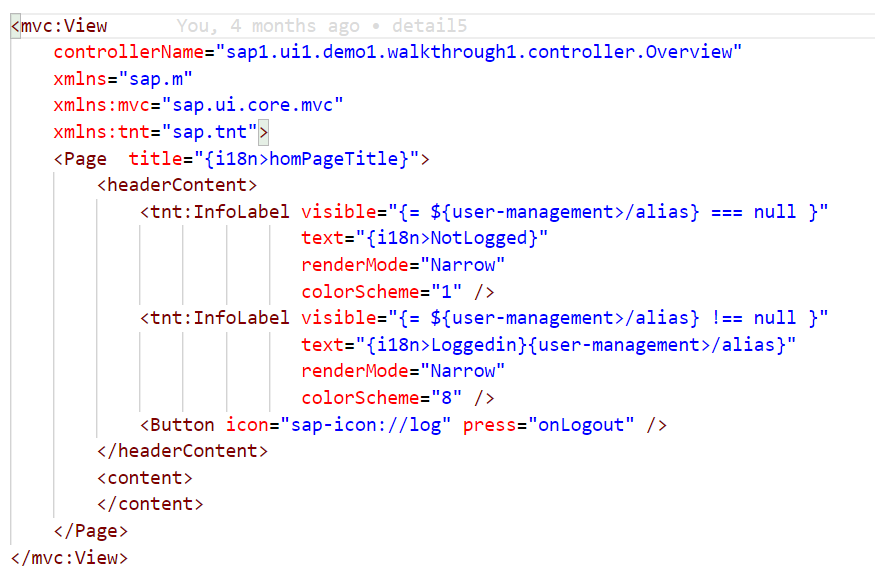 <mvc:View You, 4 months ago • detail5
    controllerName="sap1.ui1.demo1.walkthrough1.controller.Overview"
    xmlns="sap.m"
    xmlns:mvc="sap.ui.core.mvc"
    xmlns:tnt="sap.tnt">
    <Page  title="{i18n>homPageTitle}">
        <headerContent>
            <tnt:InfoLabel visible="{= ${user-management>/alias} === null }"
                           text="{i18n>NotLogged}"
                           renderMode="Narrow"
                           colorScheme="1" />
            <tnt:InfoLabel visible="{= ${user-management>/alias} !== null }"
                           text="{i18n>Loggedin}{user-management>/alias}"
                           renderMode="Narrow"
                           colorScheme="8" />
            <Button icon="sap-icon://log" press="onLogout" />
        </headerContent>
        <content>
        </content>
    </Page>
</mvc:View>